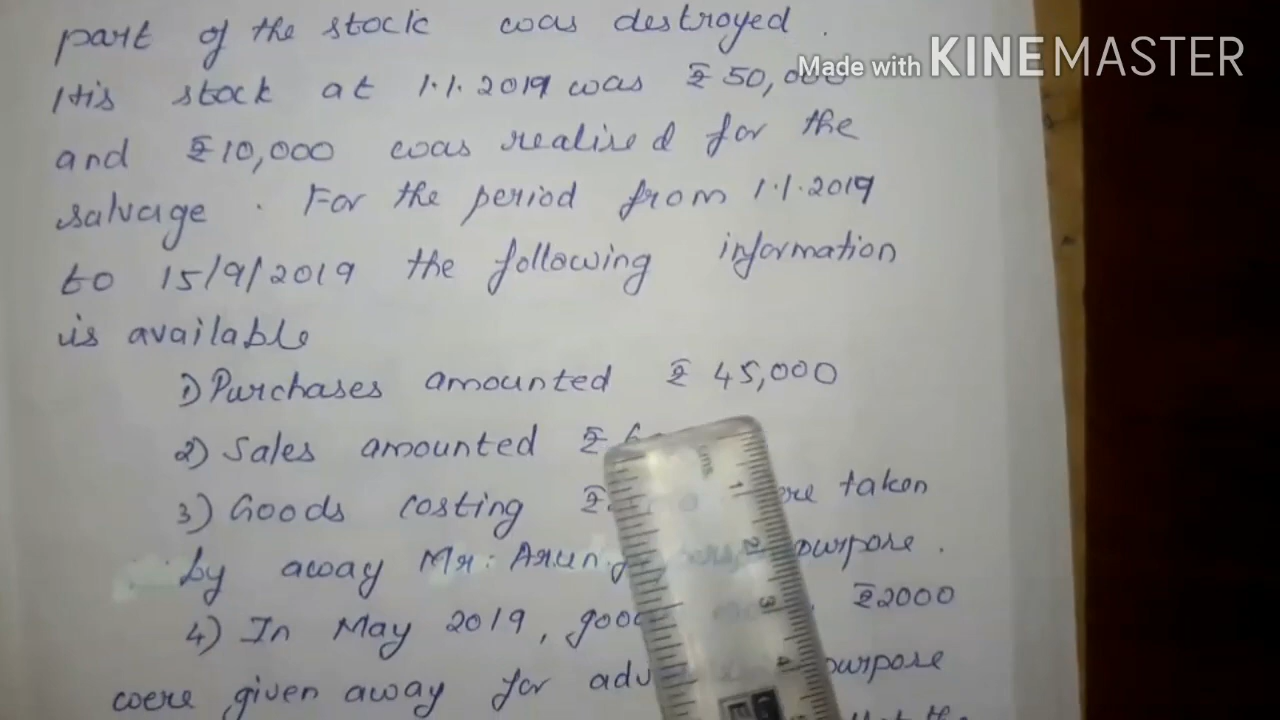 part of the stock was destroyed.
Made with KINEMASTER
His stock at 1.1.2019 was ₹50,000
and ₹10,000 was realised for the
salvage. For the period from 1.1.2019
to 15/9/2019 the following information
is available
1) Purchases amounted ₹ 45,000
2) Sales amounted ₹
3) Goods costing ₹ taken
by away Mr: Arun purpose.
4) In May 2019, ₹2000
were given away for purpose
the